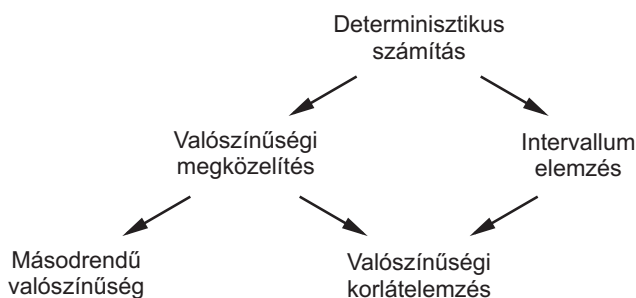 Determinisztikus
számítás
Valószínűségi
megközelítés
Intervallum
elemzés
Másodrendű
valószínűség
Valószínűségi
korlátelemzés